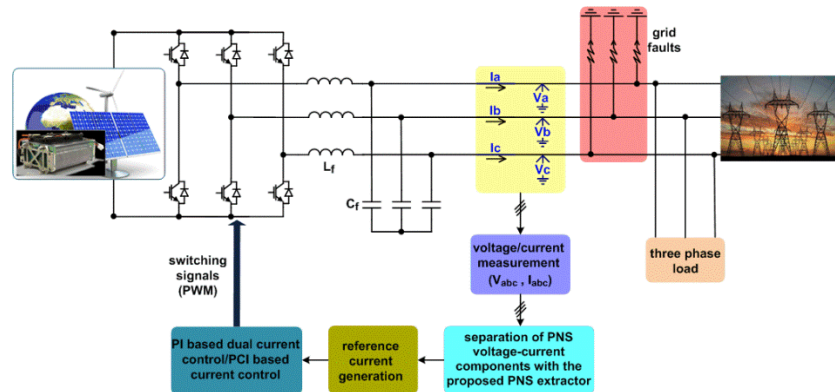 grid
faults
Ia
Va
Ib
Vb
Ic
Vc
Lf
Cf
switching
signals
(PWM)
voltage/current
measurement
(Vabc , Iabc)
three phase
load
PI based dual current
control/PCI based
current control
reference
current
generation
separation of PNS
voltage-current
components with the
proposed PNS extractor